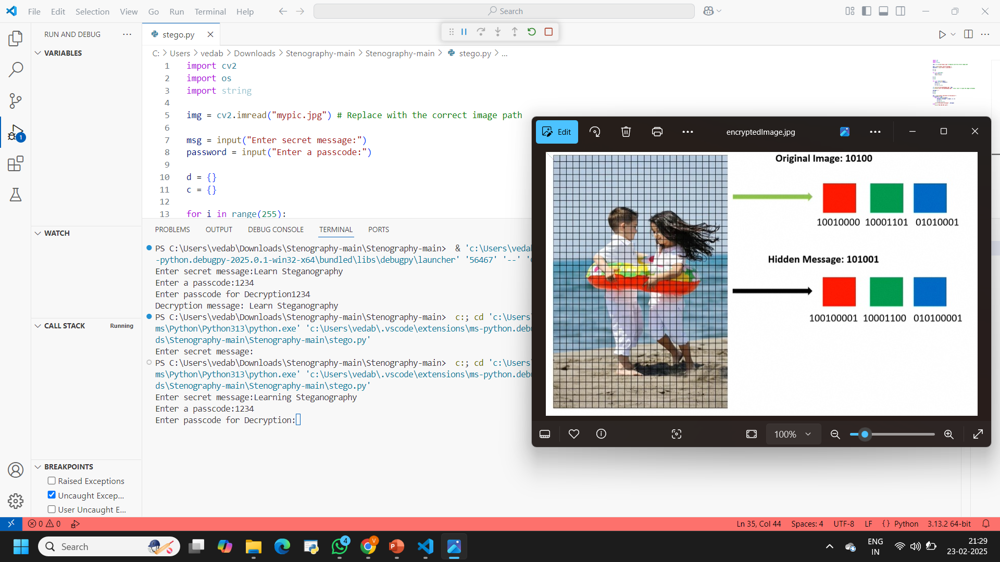 File Edit Selection View Go Run Terminal Help
Search
RUN AND DEBUG
VARIABLES
WATCH
CALL STACK Running
BREAKPOINTS
Raised Exceptions
Uncaught Excep...
User Uncaught E...
1
stego.py
C: > Users > vedab > Downloads > Stenography-main > Stenography-main > stego.py > ...
1 import cv2
2 import os
3 import string
4
5 img = cv2.imread("mypic.jpg") # Replace with the correct image path
6
7 msg = input("Enter secret message:")
8 password = input("Enter a passcode:")
9
10 d = {}
11 c = {}
12
13 for i in range(255):
PROBLEMS OUTPUT DEBUG CONSOLE TERMINAL PORTS
PS C:\Users\vedab\Downloads\Stenography-main\Stenography-main> & 'c:\Users\vedab
-python.debugpy-2025.0.1-win32-x64\bundled\libs\debugpy\launcher' '56467' '--'
Enter secret message:Learn Steganography
Enter a passcode:1234
Enter passcode for Decryption1234
Decryption message: Learn Steganography
PS C:\Users\vedab\Downloads\Stenography-main\Stenography-main> c:; cd 'c:\Users\
ms\Python\Python313\python.exe' 'c:\Users\vedab\.vscode\extensions\ms-python.debu
ds\Stenography-main\Stenography-main\stego.py'
Enter secret message:
PS C:\Users\vedab\Downloads\Stenography-main\Stenography-main> c:; cd 'c:\Users\
ms\Python\Python313\python.exe' 'c:\Users\vedab\.vscode\extensions\ms-python.debu
ds\Stenography-main\Stenography-main\stego.py'
Enter secret message:Learning Steganography
Enter a passcode:1234
Enter passcode for Decryption:
Edit
encryptedImage.jpg
Original Image: 10100
10010000 10001101 01010001
Hidden Message: 101001
100100001 10001100 010100001
100%
0 0
Ln 35, Col 44 Spaces: 4 UTF-8 LF {} Python 3.13.2 64-bit
Search
4
V
ENG
IN
21:29
23-02-2025